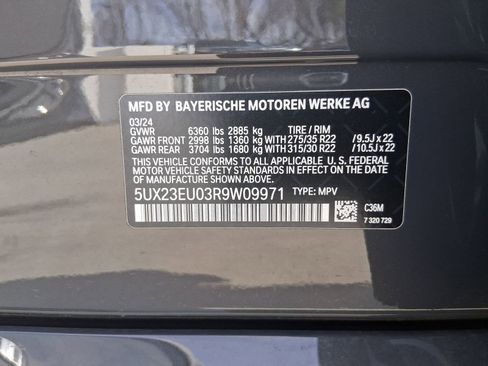 MFD BY BAYERISCHE MOTOREN WERKE AG
03/24
GVWR 6360 lbs 2885 kg TIRE / RIM
GAWR FRONT 2998 lbs 1360 kg WITH 275/35 R22 /9.5J x 22
GAWR REAR 3704 lbs 1680 kg WITH 315/30 R22 /10.5J x 22
THIS VEHICLE CONFORMS TO ALL APPLICABLE U. S. FEDERAL
MOTOR VEHICLE SAFETY STANDARDS IN EFFECT ON THE
DATE OF MANUFACTURE SHOWN ABOVE.
5UX23EU03R9W09971 TYPE: MPV
C36M
7 320 729